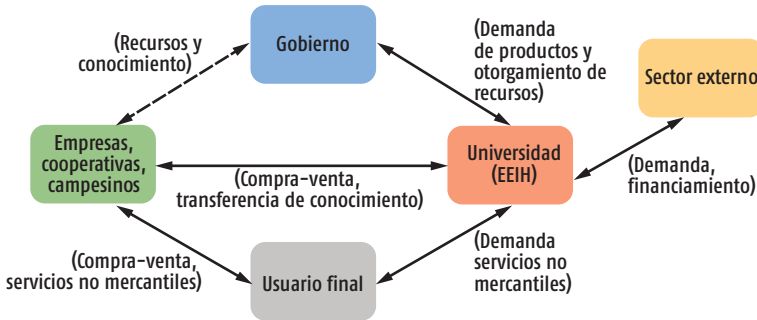 (Recursos y
conocimiento)
Gobierno
(Demanda
de productos y
otorgamiento de
recursos)
Sector externo
Empresas,
cooperativas,
campesinos
(Compra-venta,
transferencia de conocimiento)
Universidad
(EEIH)
(Demanda,
financiamiento)
(Compra-venta,
servicios no mercantiles)
Usuario final
(Demanda
servicios no
mercantiles)